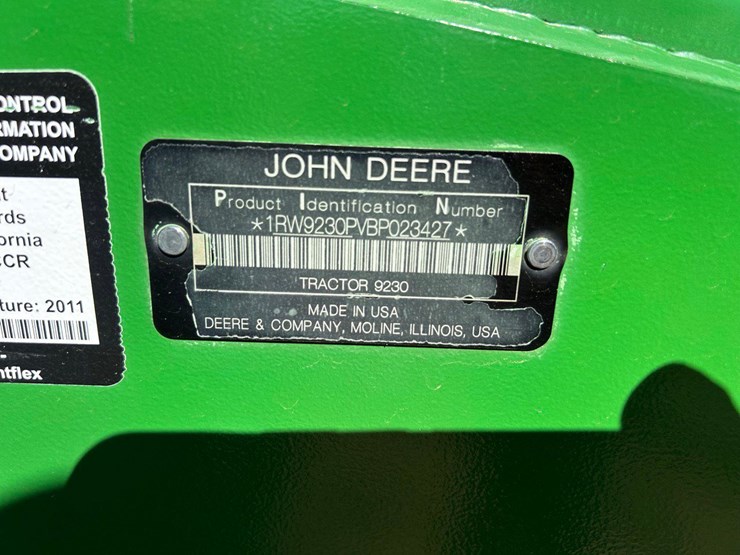 JOHN DEERE
Product Identification Number
*1RW9230PVBP023427*
TRACTOR 9230
MADE IN USA
DEERE & COMPANY, MOLINE, ILLINOIS, USA
ONTROL
RMATION
OMPANY
t
rds
ornia
CCR
ture: 2011
-
ntflex